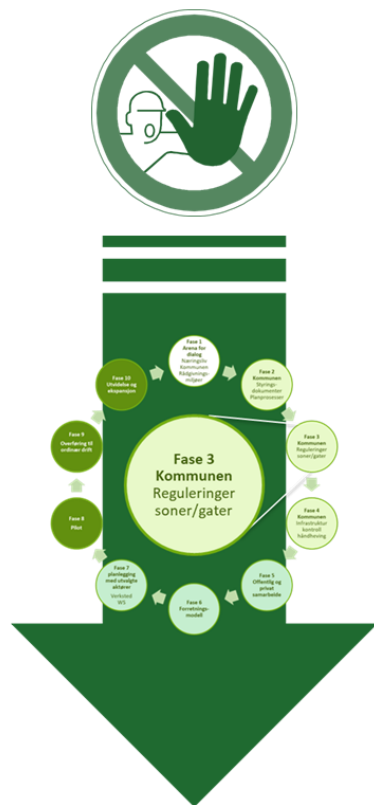 Fase 1
Arena for
dialog
Næringsliv
Kommunen
Rådgivnings-
miljøer
Fase 2
Kommunen
Styrings-
dokumenter
Planprosesser
Fase 3
Kommunen
Reguleringer
soner/gater
Fase 4
Kommunen
Infrastruktur
kontroll
håndheving
Fase 5
Offentlig og
privat
samarbeide
Fase 6
Forretnings-
modell
Fase 7
planlegging
med utvalgte
aktører
Verksted
WS
Fase 8
Pilot
Fase 9
Overføring til
ordinær drift
Fase 10
Utvidelse og
ekspansjon
Fase 3
Kommunen
Reguleringer
soner/gater